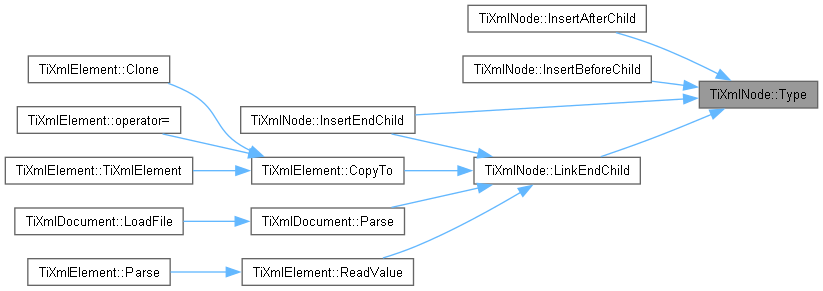 TiXmlNode::InsertAfterChild
TiXmlElement::Clone
TiXmlNode::InsertBeforeChild
TiXmlNode::Type
TiXmlElement::operator=
TiXmlNode::InsertEndChild
TiXmlElement::TiXmlElement
TiXmlElement::CopyTo
TiXmlNode::LinkEndChild
TiXmlDocument::LoadFile
TiXmlDocument::Parse
TiXmlElement::Parse
TiXmlElement::ReadValue